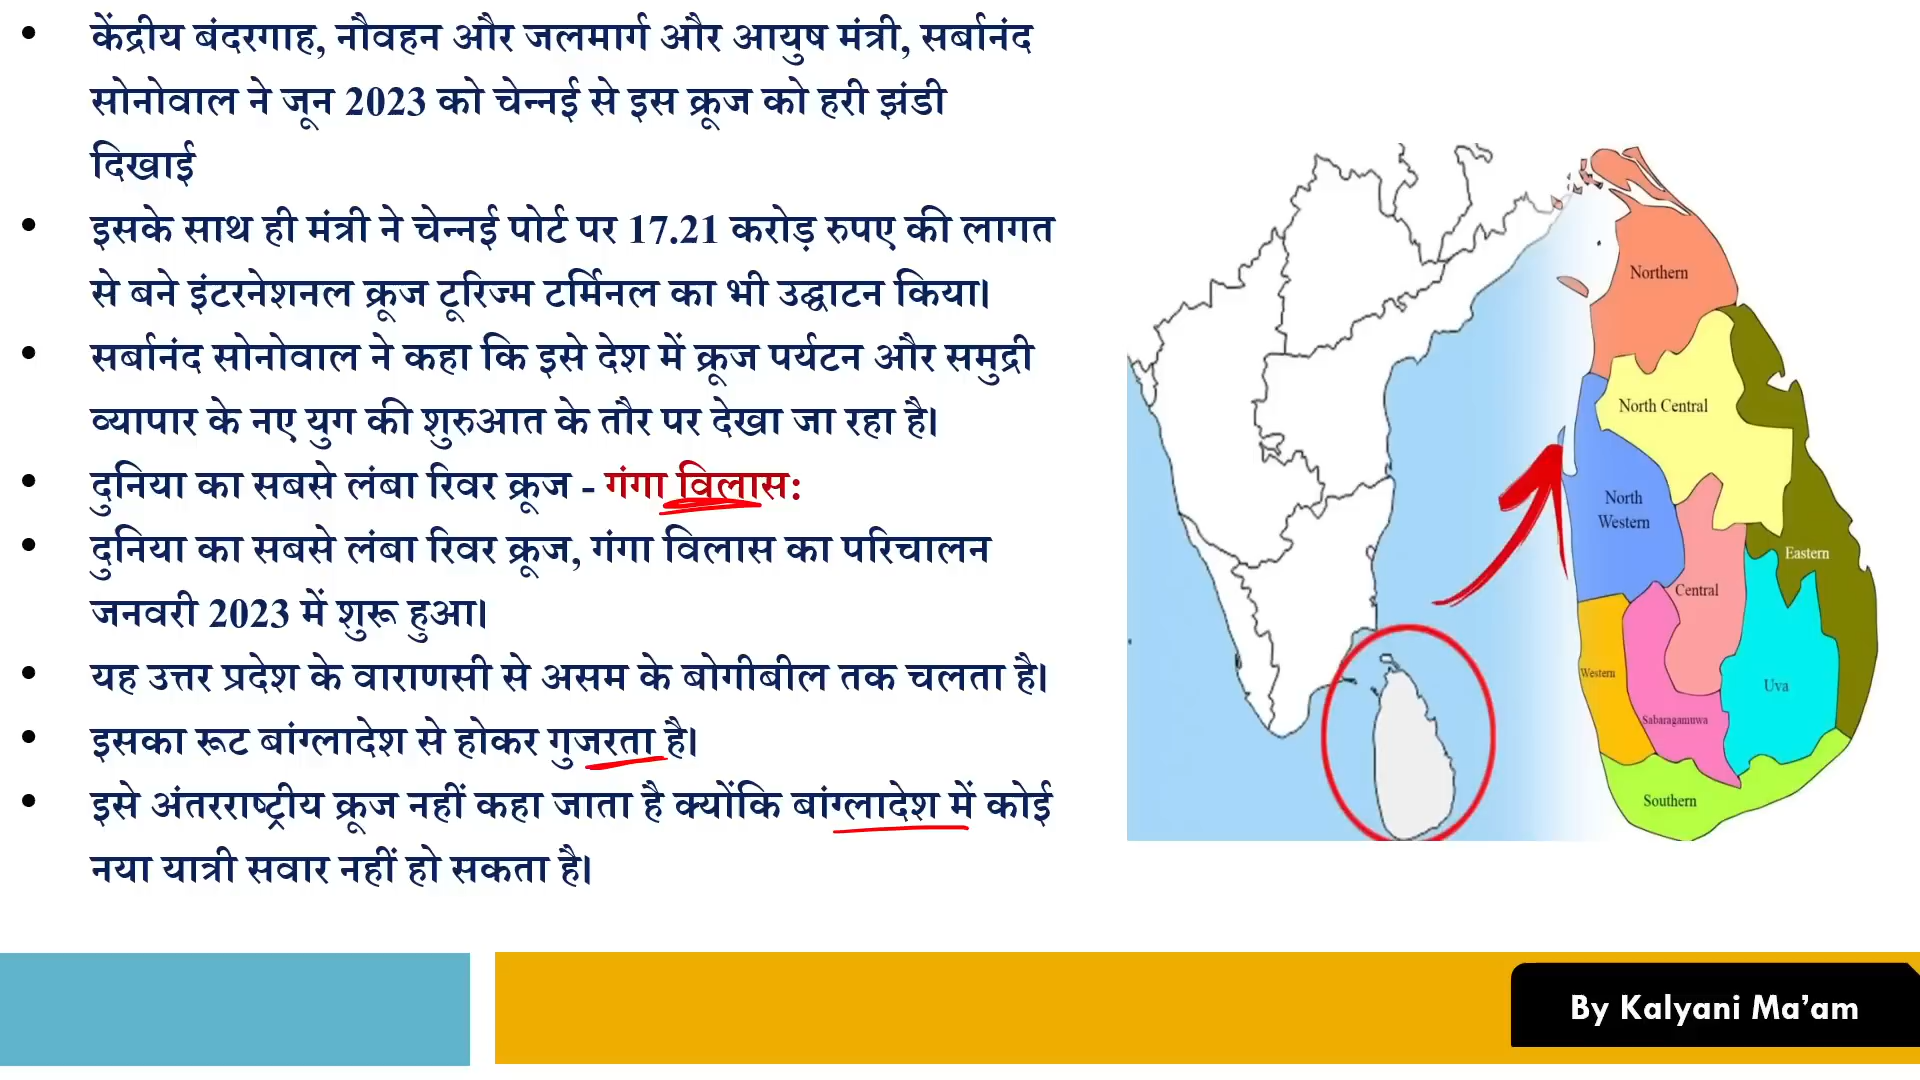 • केंद्रीय बंदरगाह, नौवहन और जलमार्ग और आयुष मंत्री, सर्बानंद
सोनोवाल ने जून 2023 को चेन्नई से इस क्रूज को हरी झंडी
दिखाई
• इसके साथ ही मंत्री ने चेन्नई पोर्ट पर 17.21 करोड़ रुपए की लागत
से बने इंटरनेशनल क्रूज टूरिज्म टर्मिनल का भी उद्घाटन किया।
• सर्बानंद सोनोवाल ने कहा कि इसे देश में क्रूज पर्यटन और समुद्री
व्यापार के नए युग की शुरुआत के तौर पर देखा जा रहा है।
• दुनिया का सबसे लंबा रिवर क्रूज - गंगा विलास:
• दुनिया का सबसे लंबा रिवर क्रूज, गंगा विलास का परिचालन
जनवरी 2023 में शुरू हुआ।
• यह उत्तर प्रदेश के वाराणसी से असम के बोगीबील तक चलता है।
• इसका रूट बांग्लादेश से होकर गुजरता है।
• इसे अंतरराष्ट्रीय क्रूज नहीं कहा जाता है क्योंकि बांग्लादेश में कोई
नया यात्री सवार नहीं हो सकता है।
Northern
North Central
North
Western
Eastern
Central
Western
Uva
Sabaragamuwa
Southern
By Kalyani Ma’am